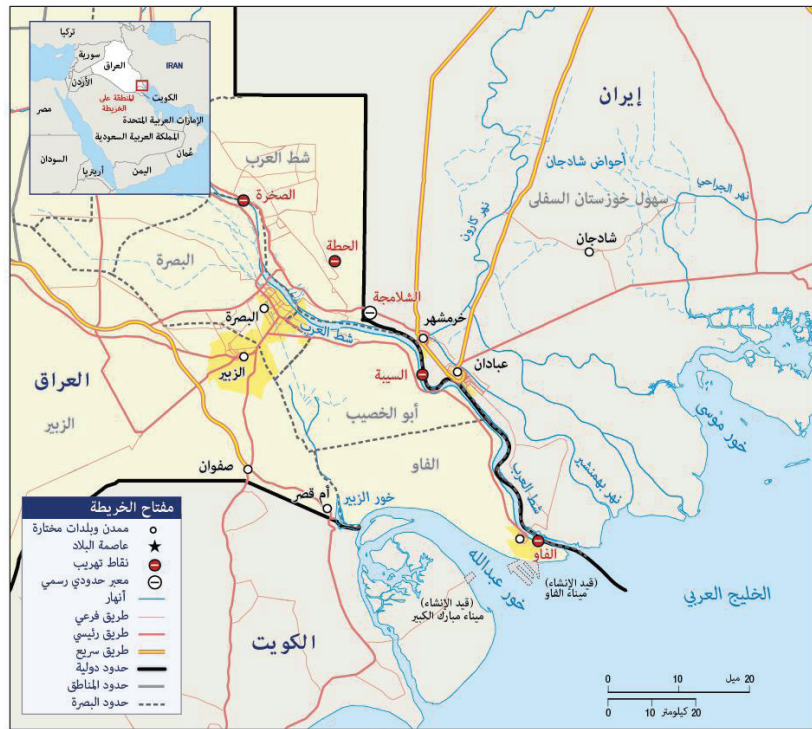 تركيا
سورية
العراق
IRAN
الأردن
الكويت
المنطقة على
الخريطة
مصر
الإمارات العربية المتحدة
المملكة العربية السعودية
السودان
عُمان
أريتريا
اليمن
إيران
شط العرب
أحواض شادجان
الصخرة
نهر الجراحي
سهول خوزستان السفلى
نهر كارون
شادجان
الحطة
البصرة
الشلامجة
البصرة
شط العرب
خرمشهر
عبادان
الزبير
السيبة
العراق
أبو الخصيب
الزبير
خور موسى
الفاو
صفوان
شط العرب
نهر بهمنشير
خور الزبير
أم قصر
الفاو
خور عبدالله
(قيد الإنشاء)
ميناء الفاو
(قيد الإنشاء)
ميناء مبارك الكبير
الخليج العربي
الكويت
مفتاح الخريطة
ممدن وبلدات مختارة
عاصمة البلاد
نقاط تهريب
معبر حدودي رسمي
أنهار
طريق فرعي
طريق رئيسي
طريق سريع
حدود دولية
حدود المناطق
حدود البصرة
0 10 ميل 20
0 10 كيلومتر 20